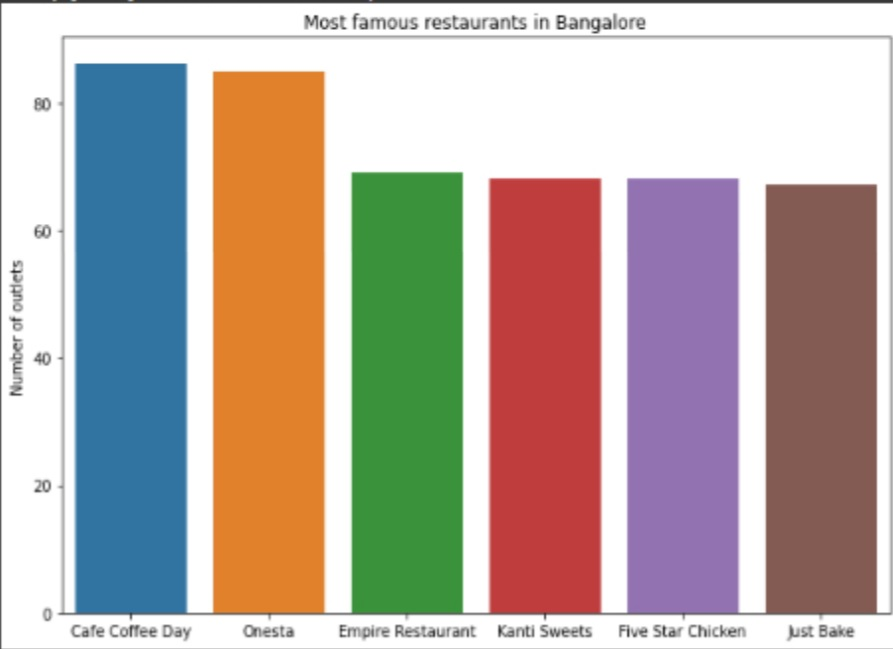 Most famous restaurants in Bangalore
Number of outlets
80
60
40
20
0
Cafe Coffee Day Onesta Empire Restaurant Kanti Sweets Five Star Chicken Just Bake